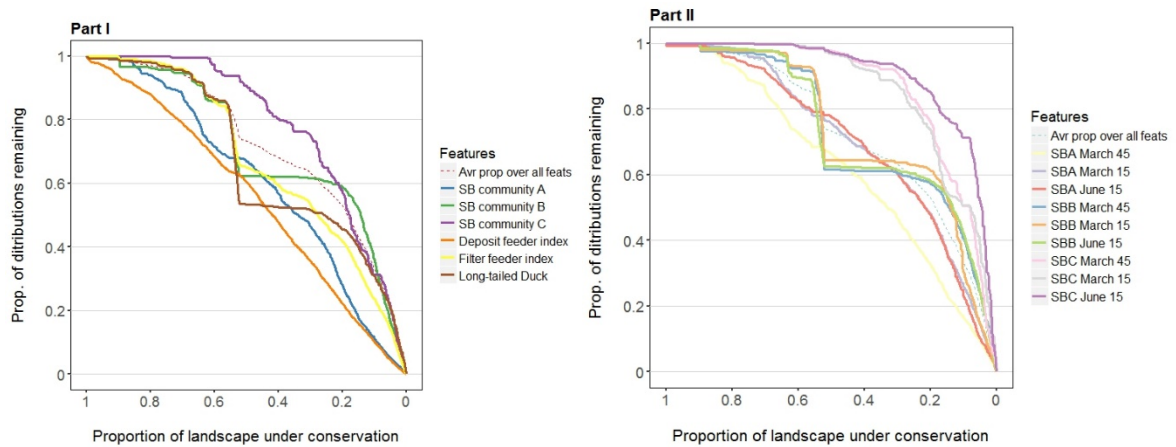 Part I
Prop. of ditributions remaining
1
0.8
0.6
0.4
0.2
0
1 0.8 0.6 0.4 0.2 0
Proportion of landscape under conservation
Features
Avr prop over all feats
SB community A
SB community B
SB community C
Deposit feeder index
Filter feeder index
Long-tailed Duck
Part II
Prop. of ditributions remaining
1
0.8
0.6
0.4
0.2
0
1 0.8 0.6 0.4 0.2 0
Proportion of landscape under conservation
Features
Avr prop over all feats
SBA March 45
SBA March 15
SBA June 15
SBB March 45
SBB March 15
SBB June 15
SBC March 45
SBC March 15
SBC June 15